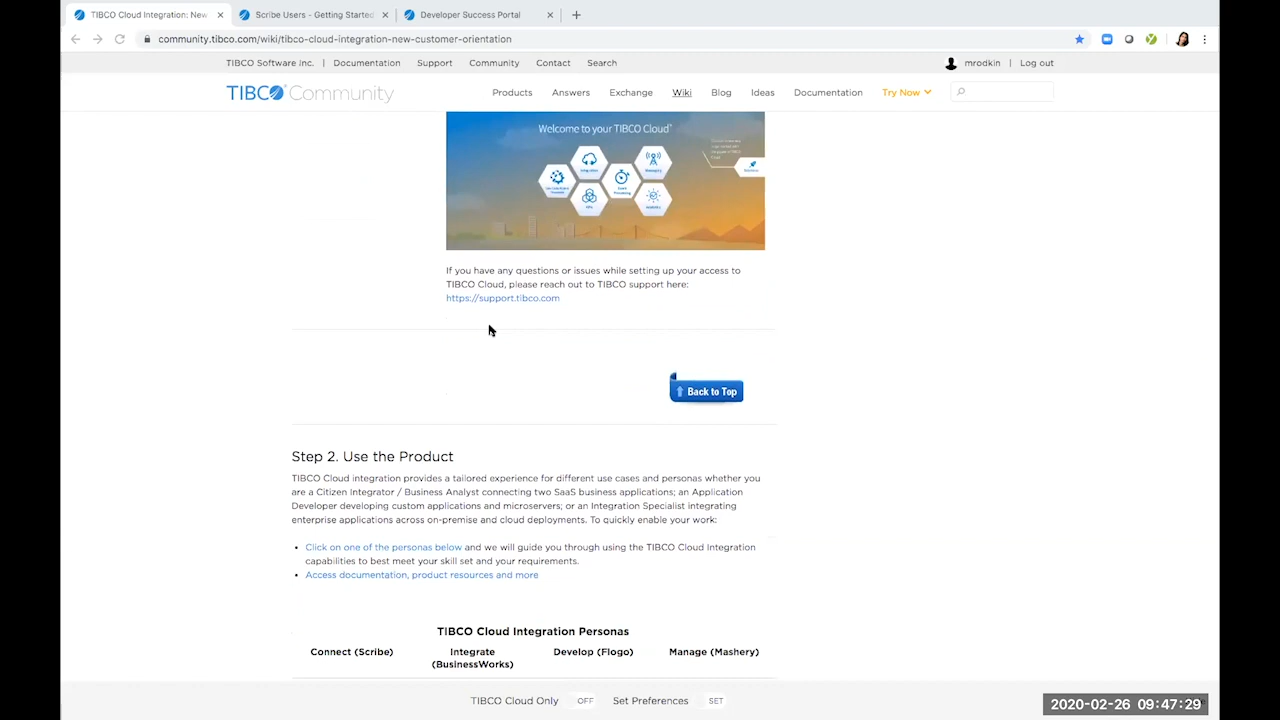 TIBCO Cloud Integration: New
Scribe Users - Getting Started
Developer Success Portal
community.tibco.com/wiki/tibco-cloud-integration-new-customer-orientation
TIBCO Software Inc. | Documentation Support Community Contact Search
mrodkin | Log out
TIBCO Community
Products Answers Exchange Wiki Blog Ideas Documentation Try Now
Welcome to your TIBCO Cloud
Integration
Messaging
If you have any questions or issues while setting up your access to
TIBCO Cloud, please reach out to TIBCO support here:
https://support.tibco.com
Back to Top
Step 2. Use the Product
TIBCO Cloud integration provides a tailored experience for different use cases and personas whether you
are a Citizen Integrator / Business Analyst connecting two SaaS business applications; an Application
Developer developing custom applications and microservers; or an Integration Specialist integrating
enterprise applications across on-premise and cloud deployments. To quickly enable your work:
• Click on one of the personas below and we will guide you through using the TIBCO Cloud Integration
capabilities to best meet your skill set and your requirements.
• Access documentation, product resources and more
TIBCO Cloud Integration Personas
Connect (Scribe)
Integrate
(BusinessWorks)
Develop (Flogo)
Manage (Mashery)
TIBCO Cloud Only OFF Set Preferences SET
2020-02-26 09:47:29